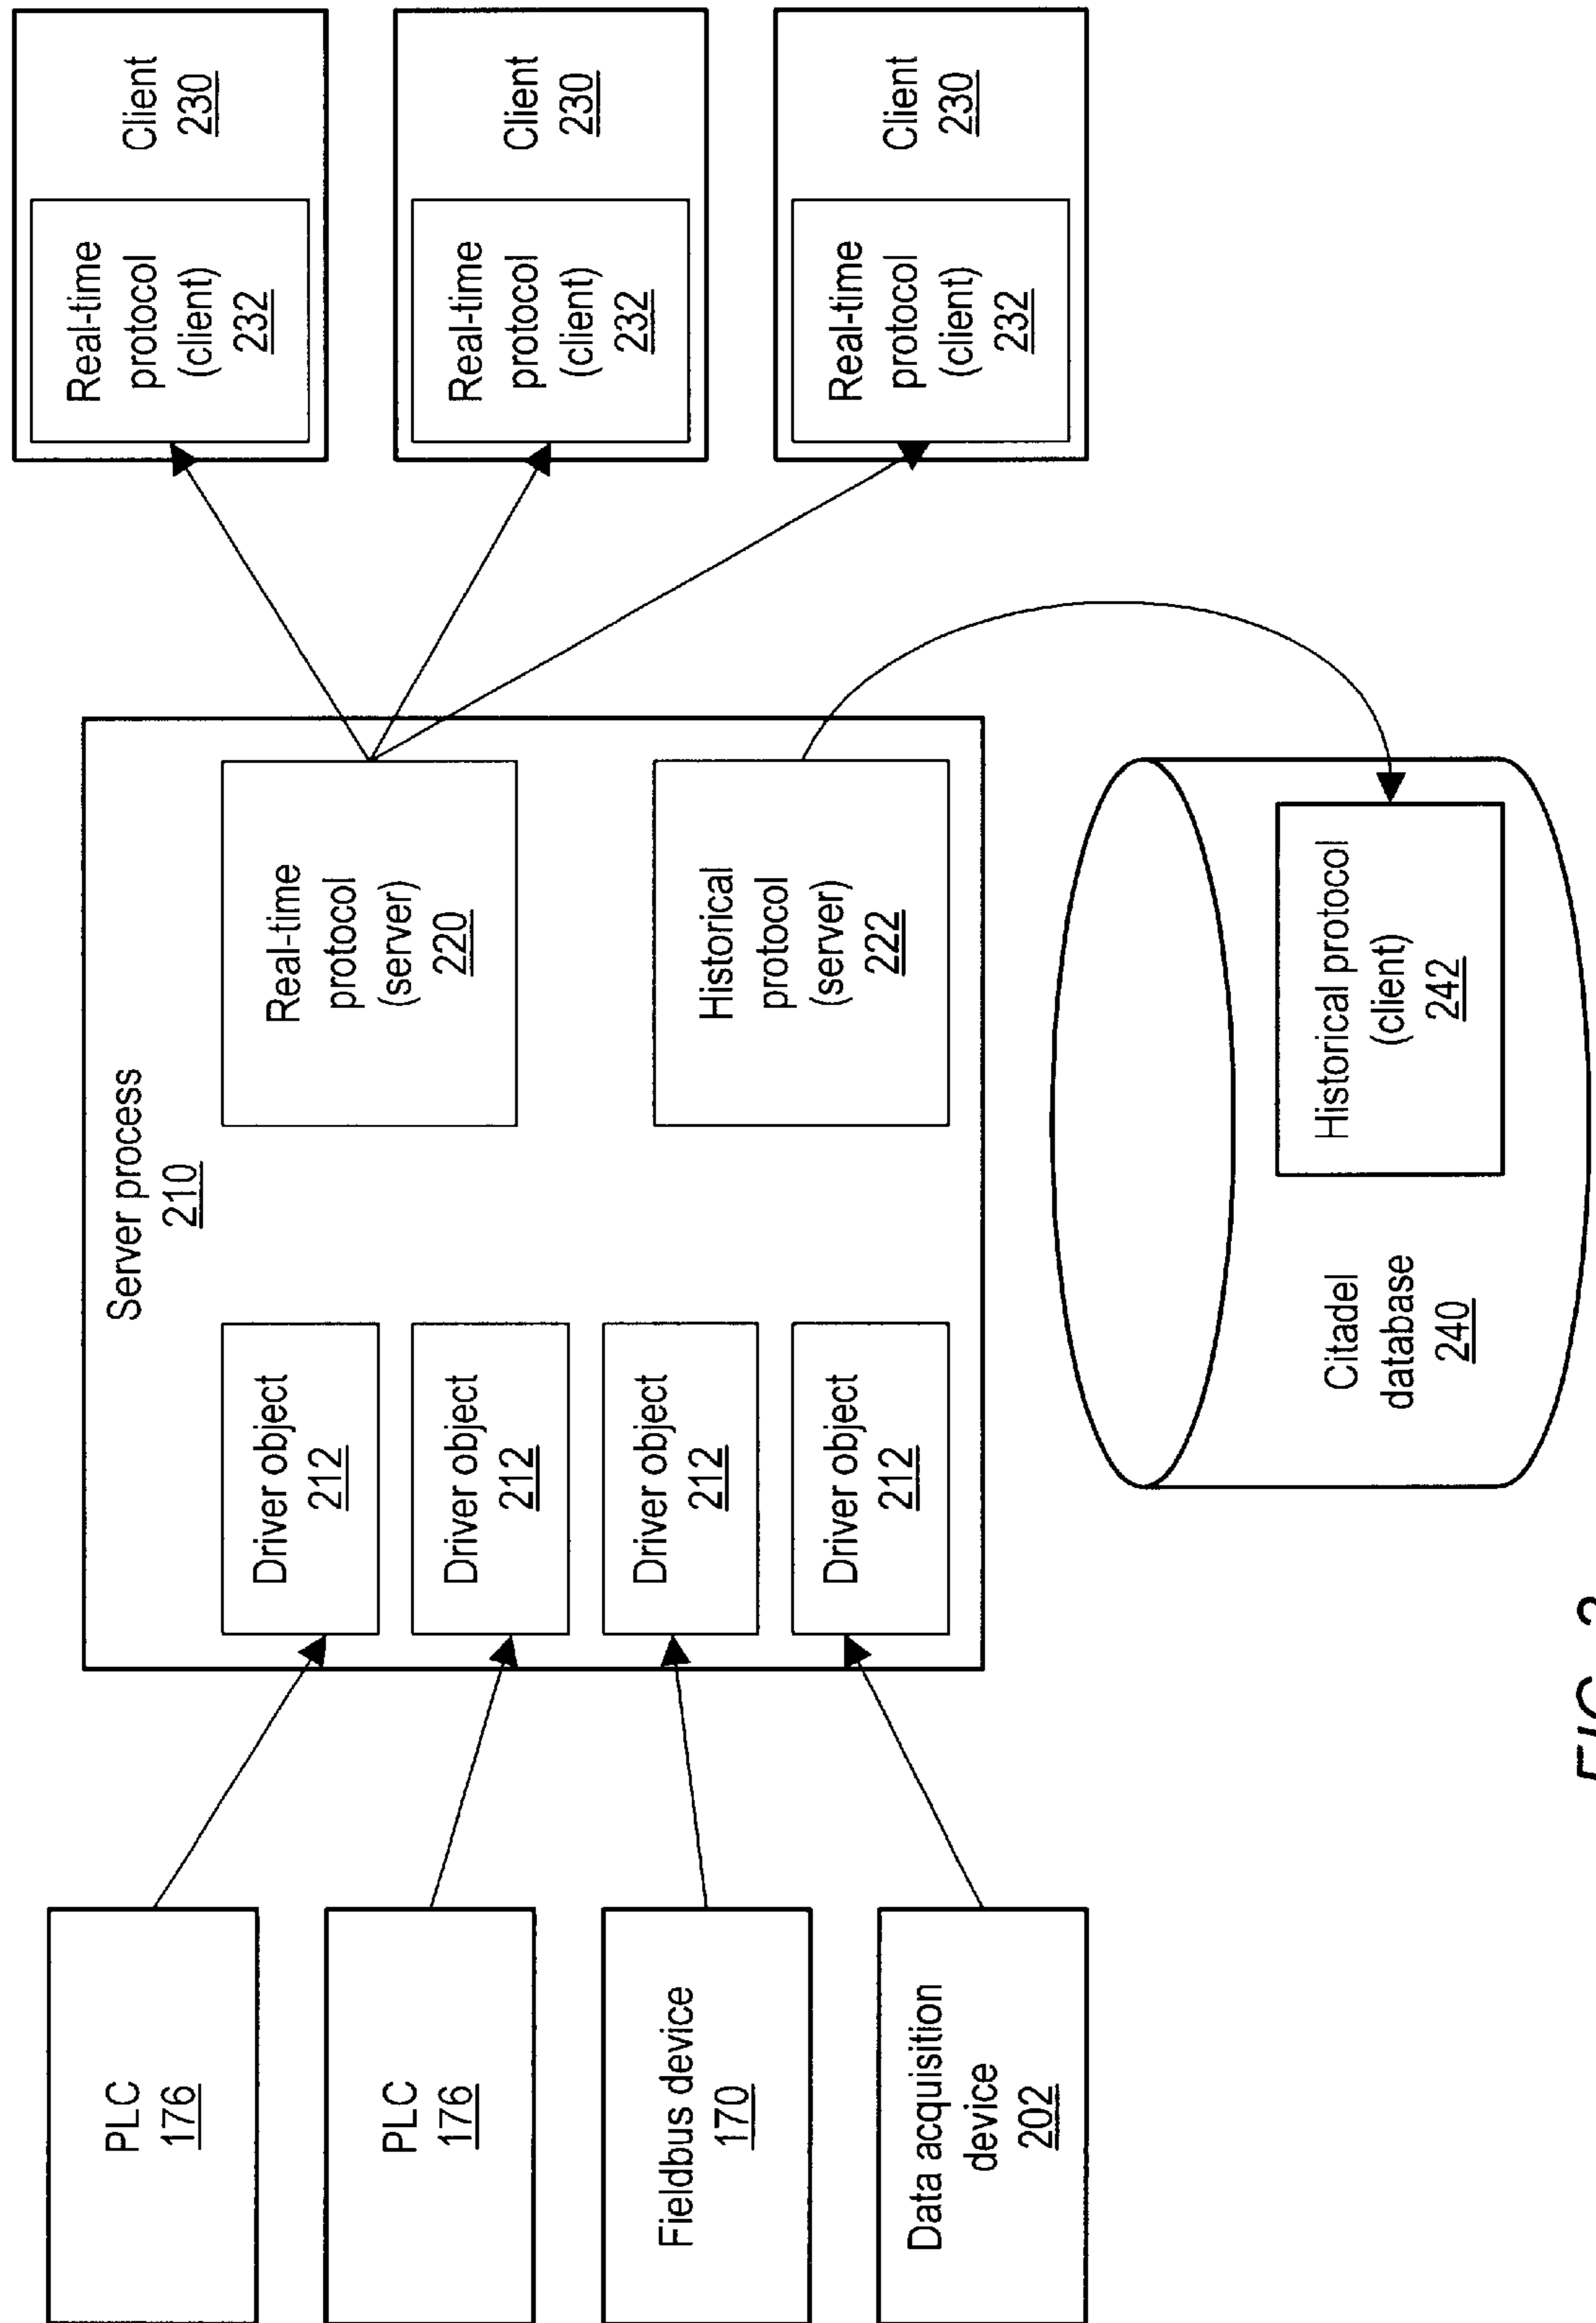 PLC
176
PLC
176
Fieldbus device
170
Data acquisition
device
202
Server process
210
Driver object
212
Driver object
212
Driver object
212
Driver object
212
Real-time
protocol
(server)
220
Historical
protocol
(server)
222
Real-time
protocol
(client)
232
Client
230
Real-time
protocol
(client)
232
Client
230
Real-time
protocol
(client)
232
Client
230
Citadel
database
240
Historical protocol
(client)
242
FIG.